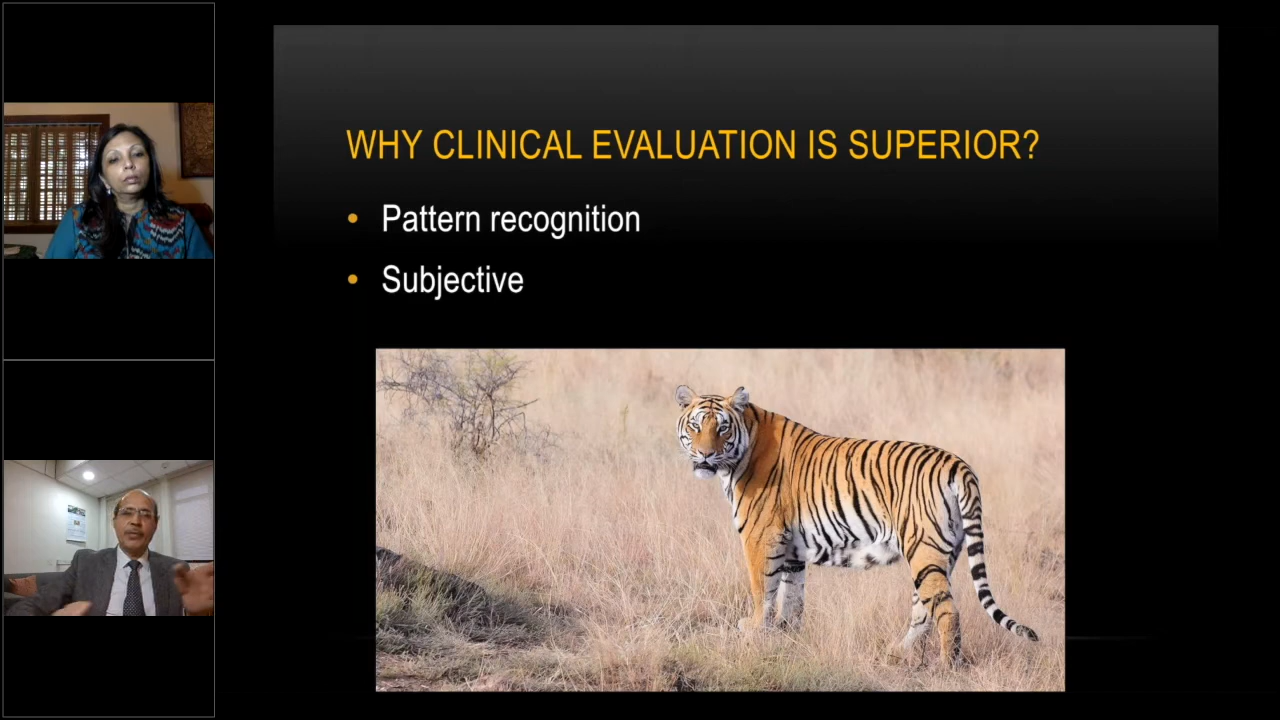 WHY CLINICAL EVALUATION IS SUPERIOR?
• Pattern recognition
• Subjective